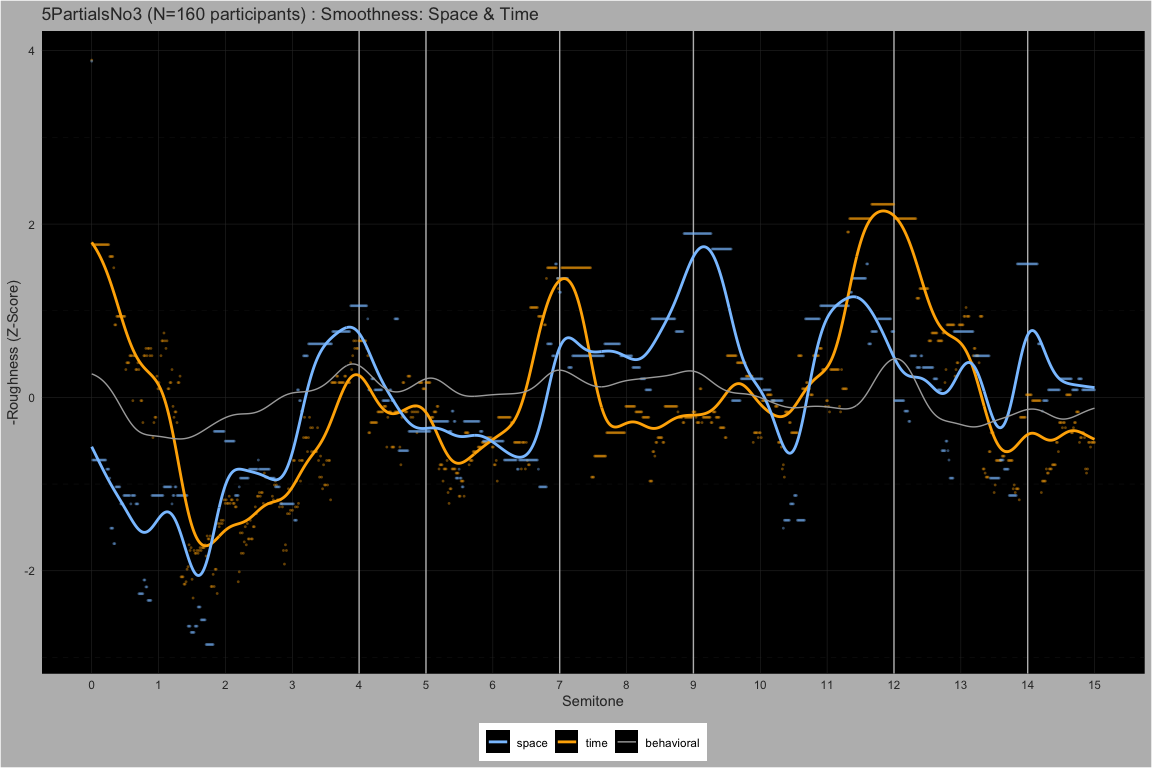 5PartialsNo3 (N=160 participants) : Smoothness: Space & Time
4
2
0
-2
-Roughness (Z-Score)
0 1 2 3 4 5 6 7 8 9 10 11 12 13 14 15
Semitone
space time behavioral